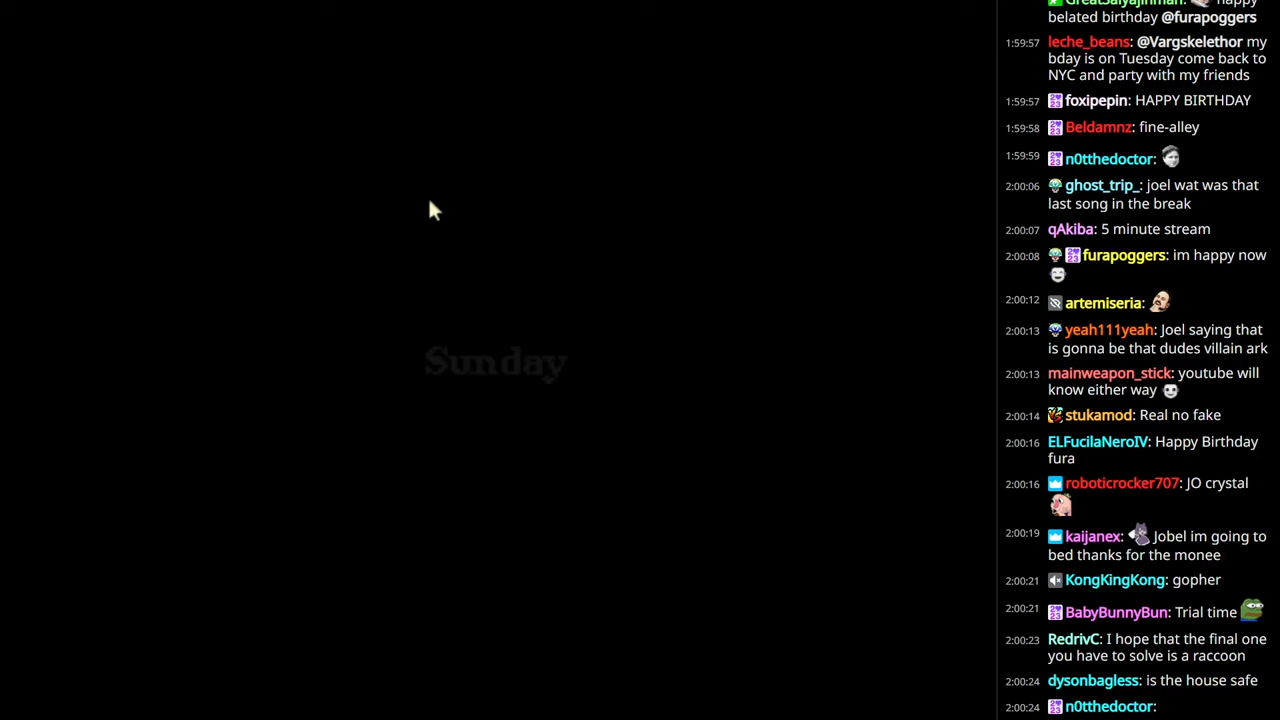 GreatSaiyajinman: happy
belated birthday @furapoggers
1:59:57 leche_beans: @Vargskelethor my
bday is on Tuesday come back to
NYC and party with my friends
1:59:57 foxipepin: HAPPY BIRTHDAY
1:59:58 Beldamnz: fine-alley
1:59:59 n0tthedoctor:
2:00:06 ghost_trip_: joel wat was that
last song in the break
2:00:07 qAkiba: 5 minute stream
2:00:08 furapoggers: im happy now
2:00:12 artemiseria:
2:00:13 yeah111yeah: Joel saying that
is gonna be that dudes villain ark
2:00:13 mainweapon_stick: youtube will
know either way
2:00:14 stukamod: Real no fake
2:00:16 ELFucilaNeroIV: Happy Birthday
fura
2:00:16 roboticrocker707: JO crystal
2:00:19 kaijanex: Jobel im going to
bed thanks for the monee
2:00:21 KongKingKong: gopher
2:00:21 BabyBunnyBun: Trial time
2:00:23 RedrivC: I hope that the final one
you have to solve is a raccoon
2:00:24 dysonbagless: is the house safe
2:00:24 n0tthedoctor:
Sunday